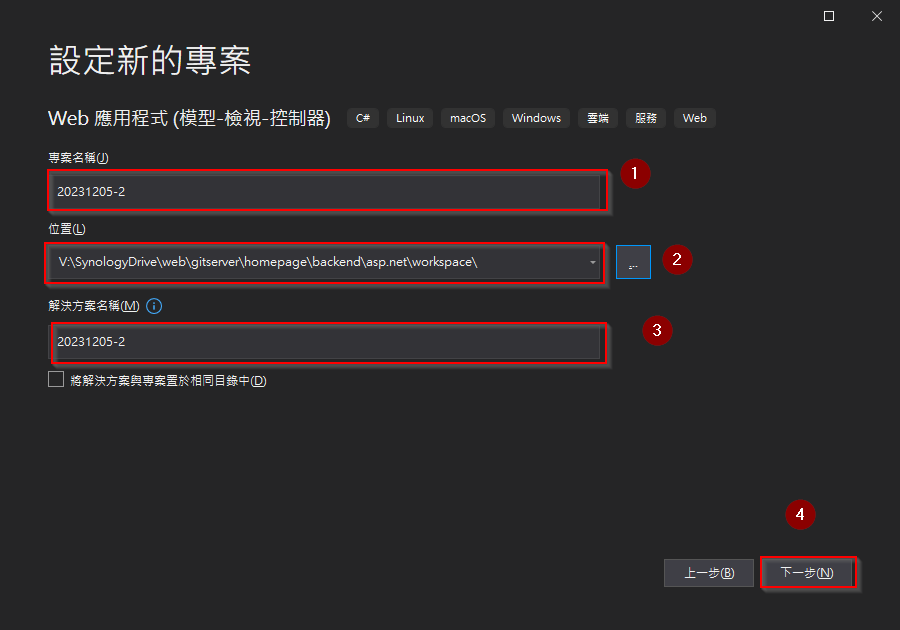 設定新的專案
Web 應用程式 (模型-檢視-控制器) C# Linux macOS Windows 雲端 服務 Web
專案名稱(J)
20231205-2
1
位置(L)
V:\SynologyDrive\web\gitserver\homepage\backend\asp.net\workspace\
...
2
解決方案名稱(M)
20231205-2
3
將解決方案與專案置於相同目錄中(D)
4
上一步(B) 下一步(N)